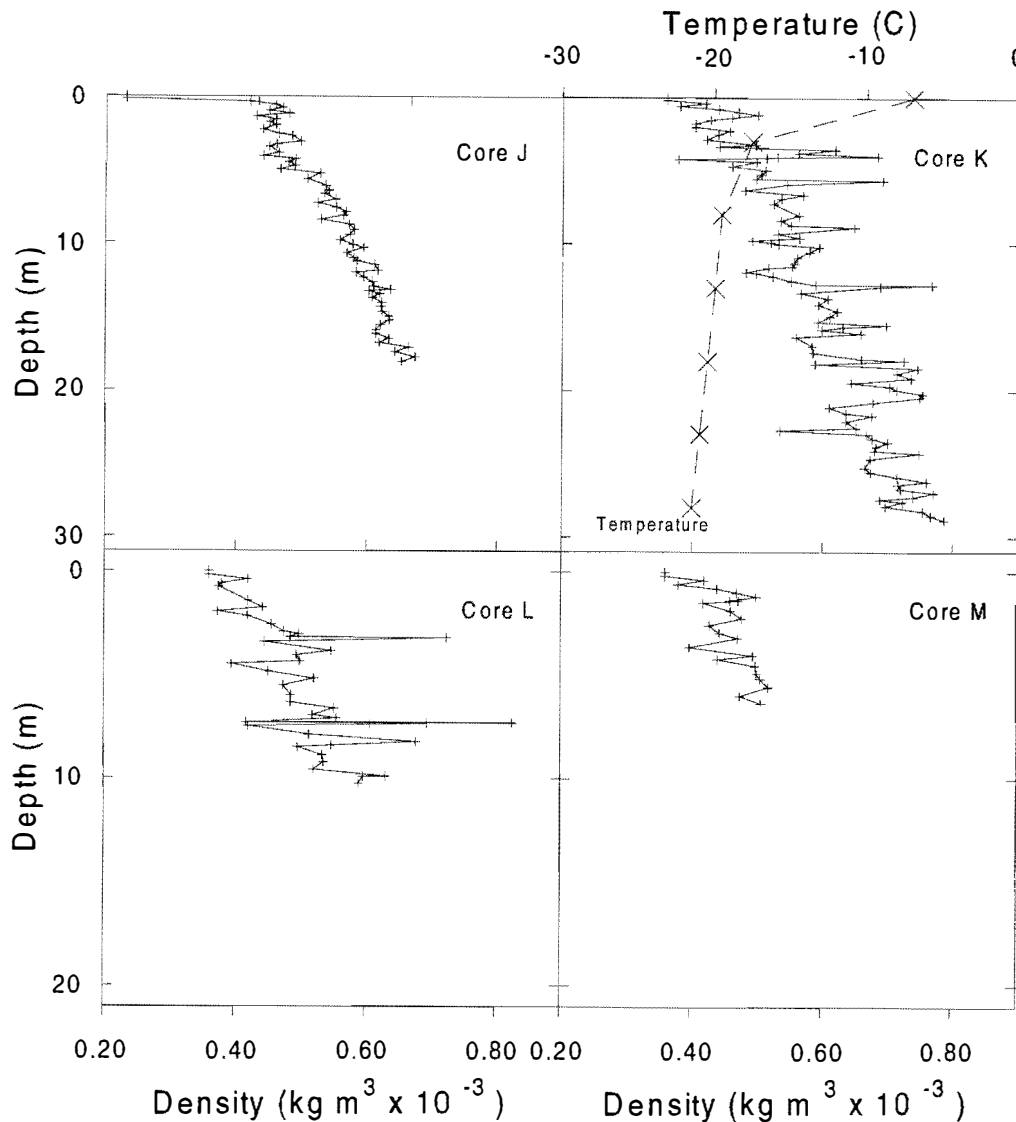 Temperature (C)
-30 -20 -10 0
0
10
20
30
Depth (m)
Core J
Core K
Temperature
0
10
20
Depth (m)
Core L
Core M
0.20 0.40 0.60 0.80 0.20 0.40 0.60 0.80
Density (kg m³ x 10 ⁻³) Density (kg m³ x 10 ⁻³)